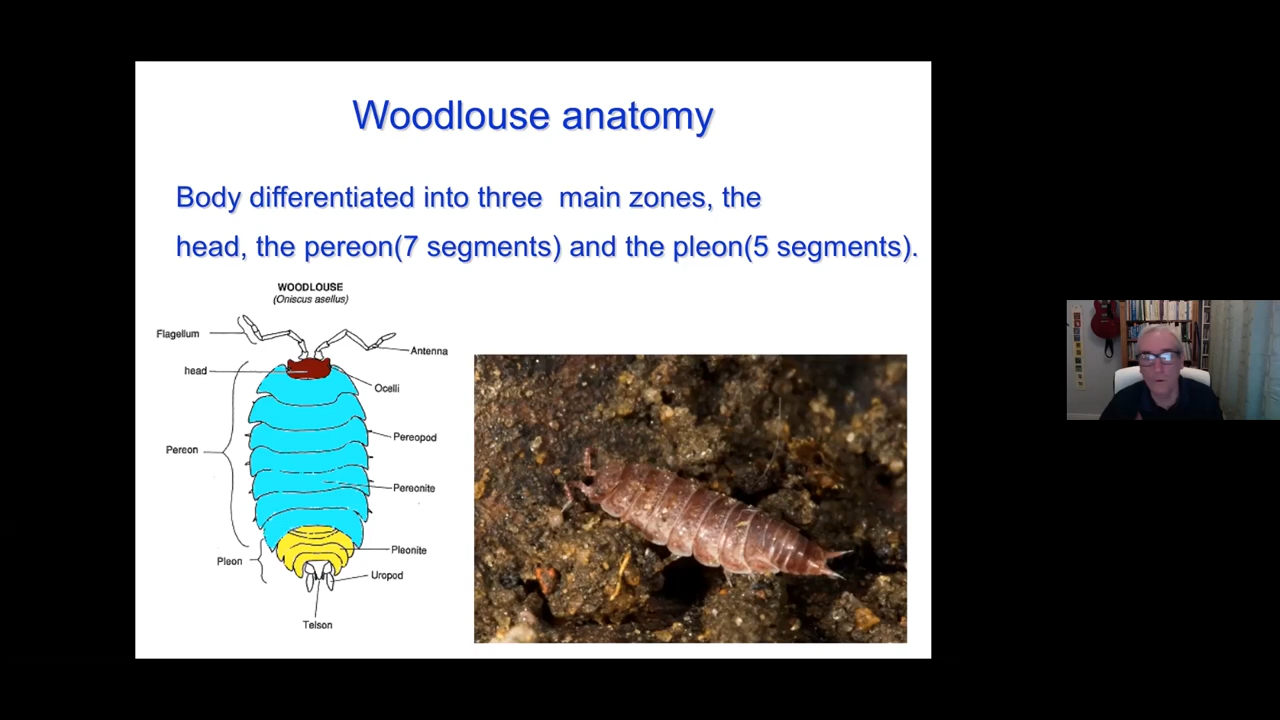 Woodlouse anatomy
Body differentiated into three  main zones, the
head, the pereon(7 segments) and the pleon(5 segments).
WOODLOUSE
(Oniscus asellus)
Flagellum
Antenna
head
Ocelli
Pereopod
Pereon
Pereonite
Pleonite
Pleon
Uropod
Telson